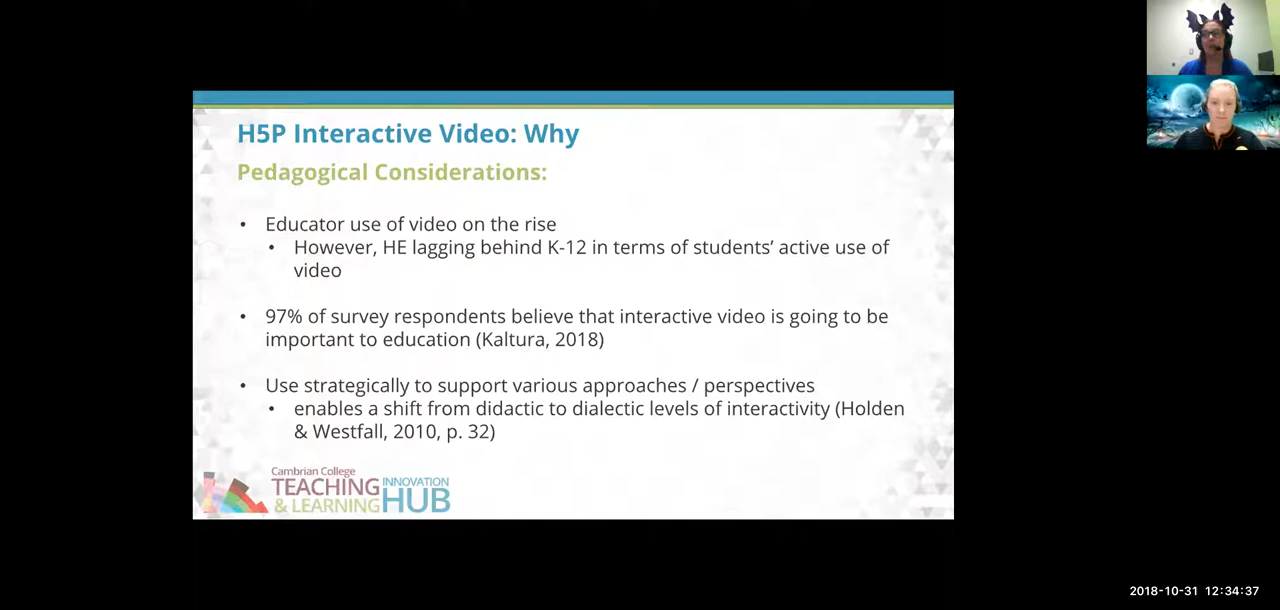 H5P Interactive Video: Why
Pedagogical Considerations:
• Educator use of video on the rise
• However, HE lagging behind K-12 in terms of students’ active use of
video
• 97% of survey respondents believe that interactive video is going to be
important to education (Kaltura, 2018)
• Use strategically to support various approaches / perspectives
• enables a shift from didactic to dialectic levels of interactivity (Holden
& Westfall, 2010, p. 32)
Cambrian College
TEACHING
& LEARNING
INNOVATION
HUB
2018-10-31 12:34:37